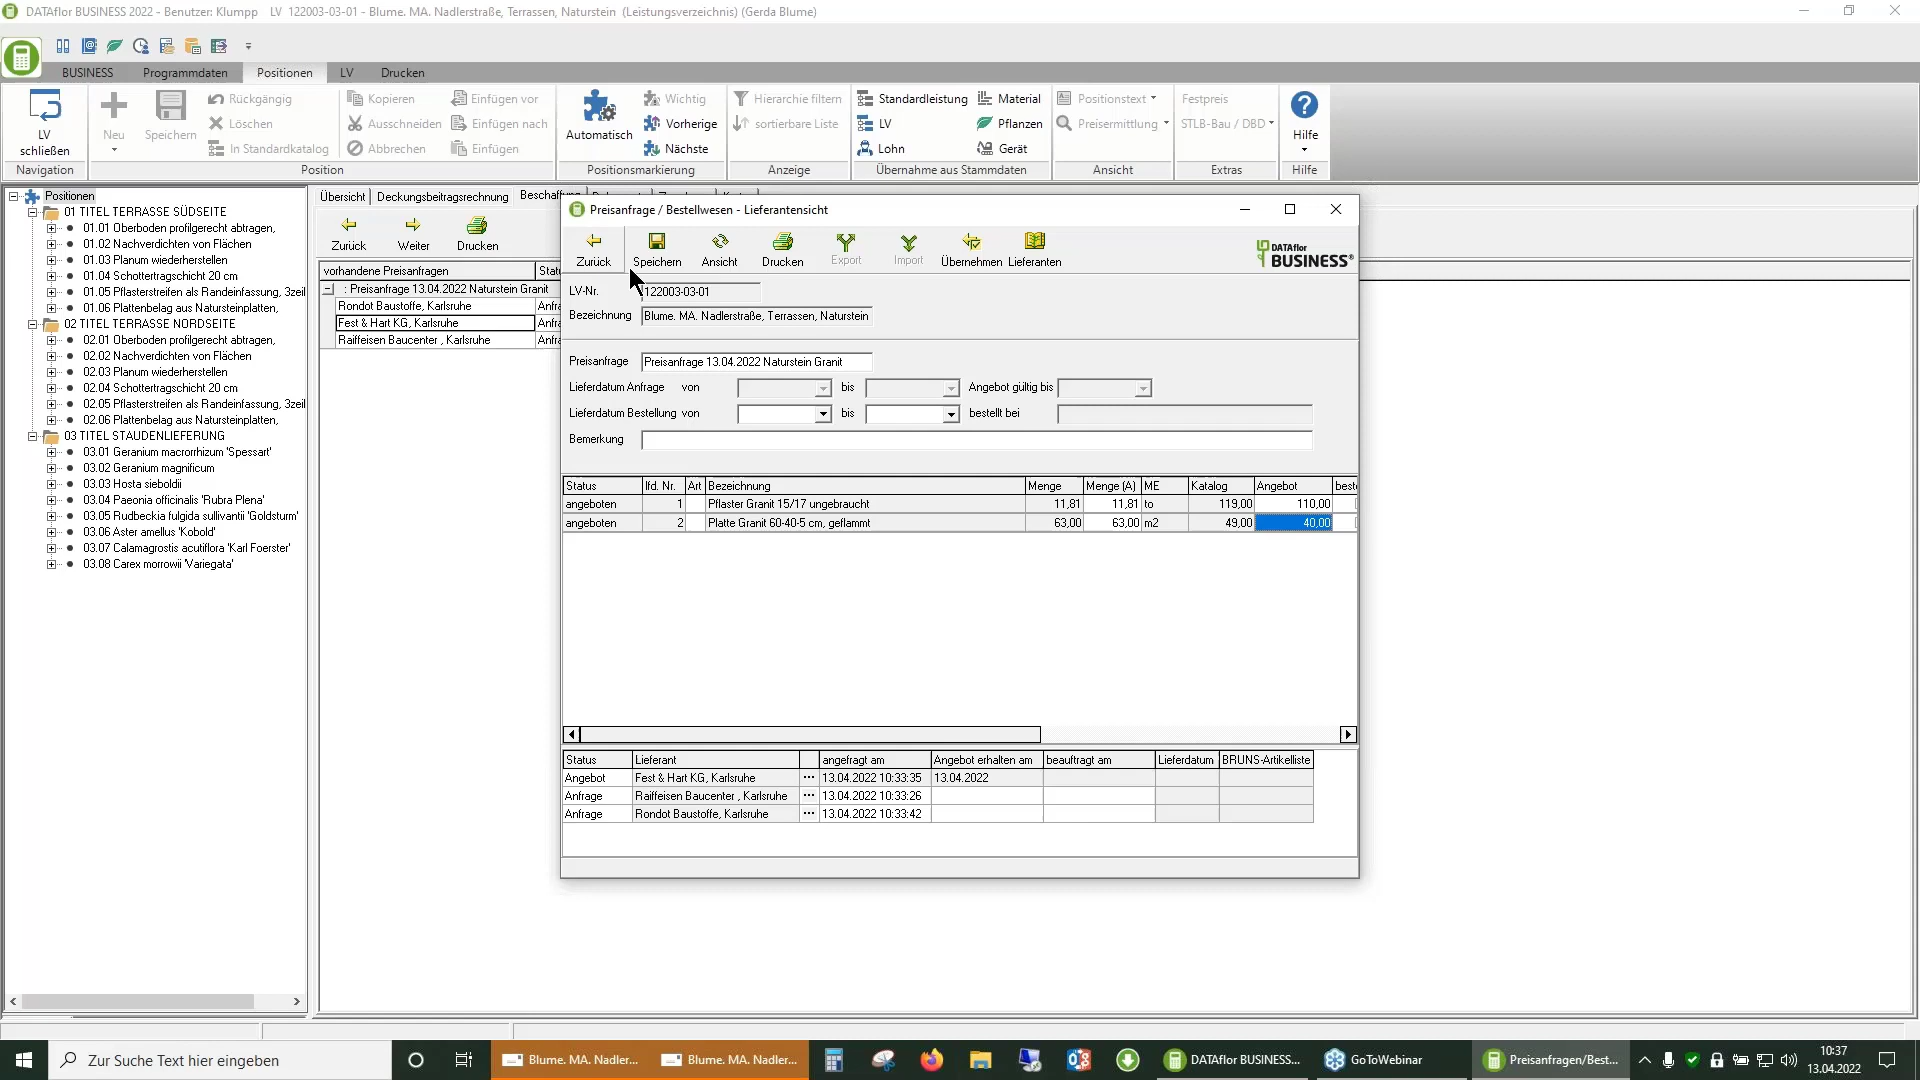 DATAflor BUSINESS 2022 - Benutzer: Klumpp LV 122003-03-01 - Blume. MA. Nadlerstraße, Terrassen, Naturstein (Leistungsverzeichnis) (Gerda Blume)
BUSINESS Programmdaten Positionen LV Drucken
LV schließen
Navigation
Neu
Speichern
Rückgängig
Löschen
In Standardkatalog
Kopieren
Ausschneiden
Abbrechen
Einfügen vor
Einfügen nach
Einfügen
Position
Automatisch
Wichtig
Vorherige
Nächste
Positionsmarkierung
Hierarchie filtern
sortierbare Liste
Anzeige
Standardleistung
LV
Lohn
Material
Pflanzen
Gerät
Übernahme aus Stammdaten
Positionstext
Preisermittlung
Ansicht
Festpreis
STLB-Bau / DBD
Extras
Hilfe
Hilfe
Positionen
01 TITEL TERRASSE SÜDSEITE
01.01 Oberboden profilgerecht abtragen,
01.02 Nachverdichten von Flächen
01.03 Planum wiederherstellen
01.04 Schottertragschicht 20 cm
01.05 Pflasterstreifen als Randeinfassung, 3zeil
01.06 Plattenbelag aus Natursteinplatten,
02 TITEL TERRASSE NORDSEITE
02.01 Oberboden profilgerecht abtragen,
02.02 Nachverdichten von Flächen
02.03 Planum wiederherstellen
02.04 Schottertragschicht 20 cm
02.05 Pflasterstreifen als Randeinfassung, 3zeil
02.06 Plattenbelag aus Natursteinplatten,
03 TITEL STAUDENLIEFERUNG
03.01 Geranium macrorrhizum 'Spessart'
03.02 Geranium magnificum
03.03 Hosta sieboldii
03.04 Paeonia officinalis 'Rubra Plena'
03.05 Rudbeckia fulgida sullivantii 'Goldsturm'
03.06 Aster amellus 'Kobold'
03.07 Calamagrostis acutiflora 'Karl Foerster'
03.08 Carex morrowii 'Variegata'
Übersicht Deckungsbeitragsrechnung
Zurück Weiter Drucken
vorhandene Preisanfragen
: Preisanfrage 13.04.2022 Naturstein Granit
Rondot Baustoffe, Karlsruhe
Fest & Hart KG, Karlsruhe
Raiffeisen Baucenter , Karlsruhe
Preisanfrage / Bestellwesen - Lieferantensicht
Zurück Speichern Ansicht Drucken Export Import Übernehmen Lieferanten
DATAflor BUSINESS®
LV-Nr. 122003-03-01
Bezeichnung Blume. MA. Nadlerstraße, Terrassen, Naturstein
Preisanfrage Preisanfrage 13.04.2022 Naturstein Granit
Lieferdatum Anfrage von bis Angebot gültig bis
Lieferdatum Bestellung von bis bestellt bei
Bemerkung
Status lfd. Nr. Art Bezeichnung Menge Menge (A) ME Katalog Angebot
angeboten 1 Pflaster Granit 15/17 ungebraucht 11,81 11,81 to 119,00 110,00
angeboten 2 Platte Granit 60-40-5 cm, geflammt 63,00 63,00 m2 49,00 40,00
Status Lieferant angefragt am Angebot erhalten am beauftragt am Lieferdatum BRUNS-Artikelliste
Angebot Fest & Hart KG, Karlsruhe ... 13.04.2022 10:33:35 13.04.2022
Anfrage Raiffeisen Baucenter , Karlsruhe ... 13.04.2022 10:33:26
Anfrage Rondot Baustoffe, Karlsruhe ... 13.04.2022 10:33:42
Zur Suche Text hier eingeben
Blume. MA. Nadler...
Blume. MA. Nadler...
DATAflor BUSINESS...
GoToWebinar
Preisanfragen/Best...
10:37
13.04.2022